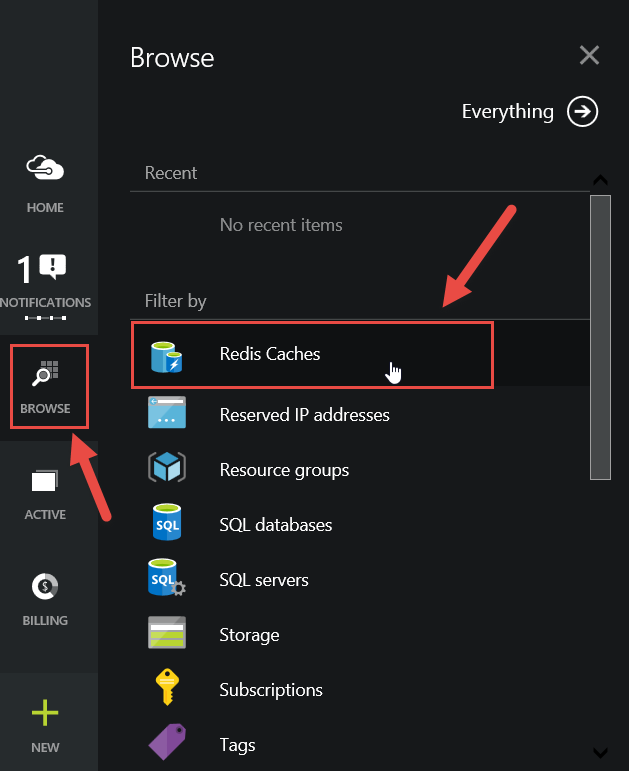 Browse
Everything
Recent
No recent items
Filter by
Redis Caches
Reserved IP addresses
Resource groups
SQL
SQL databases
SQL
SQL servers
Storage
Subscriptions
Tags
HOME
1
NOTIFICATIONS
BROWSE
ACTIVE
$
BILLING
NEW